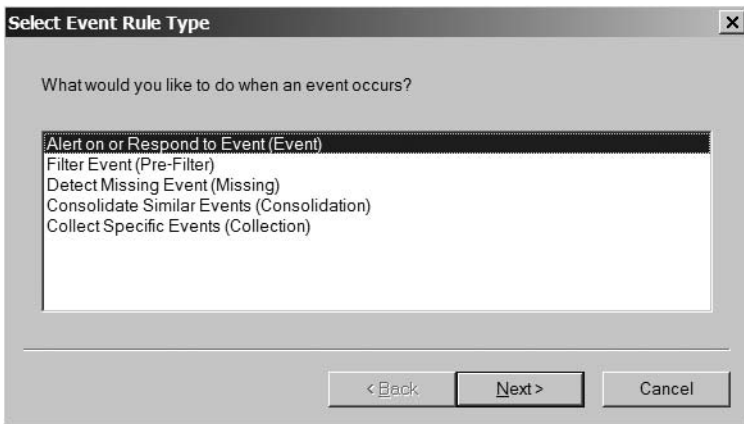 Select Event Rule Type
What would you like to do when an event occurs?
Alert on or Respond to Event (Event)
Filter Event (Pre-Filter)
Detect Missing Event (Missing)
Consolidate Similar Events (Consolidation)
Collect Specific Events (Collection)
< Back Next > Cancel